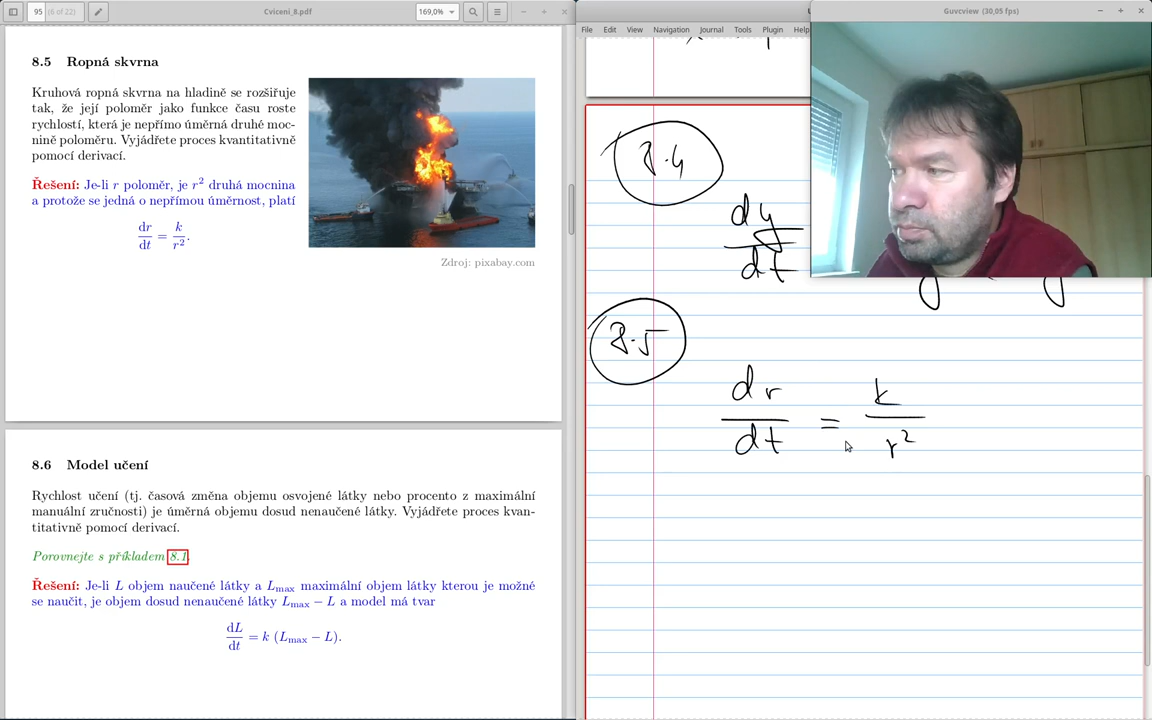 95 (6 of 22) Cviceni_8.pdf 169,0%
8.5 Ropná skvrna
Kruhová ropná skvrna na hladině se rozšiřuje
tak, že její poloměr jako funkce času roste
rychlostí, která je nepřímo úměrná druhé moc-
nině poloměru. Vyjádřete proces kvantitativně
pomocí derivací.
Řešení: Je-li r poloměr, je r² druhá mocnina
a protože se jedná o nepřímo úměrnost, platí
dr/dt = k/r².
Zdroj: pixabay.com
8.6 Model učení
Rychlost učení (tj. časová změna objemu osvojené látky nebo procento z maximální
manuální zručnosti) je úměrná objemu dosud nenaučené látky. Vyjádřete proces kvan-
titativně pomocí derivací.
Porovnejte s příkladem 8.1.
Řešení: Je-li L objem naučené látky a Lmax maximální objem látky kterou je možné
se naučit, je objem dosud nenaučené látky Lmax − L a model má tvar
dL/dt = k (Lmax − L).
File Edit View Navigation Journal Tools Plugin Help
Guvcview (30,05 fps)
8.4
dy
dt
8.5
dr/dt = k/r²